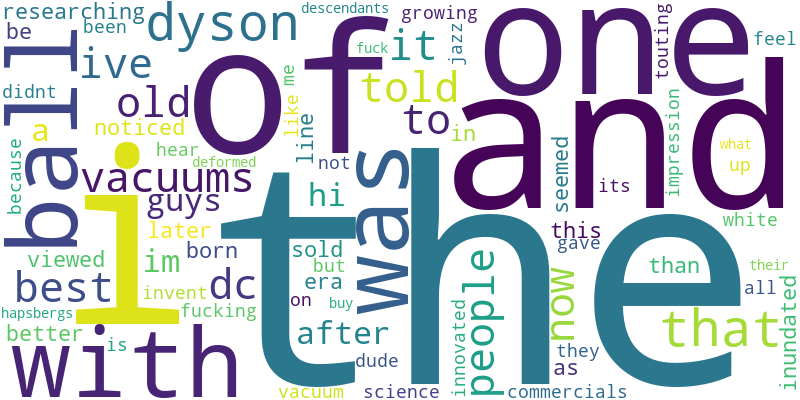 researching
descendants
growing
be
been
dyson
one
of
fuck
it
jazz
touting
feel
ive
me
didnt
ball
old
told
and
a
noticed
like
line
to
in
because
hear
deformed
not
was
seemed
impression
what
up
vacuums
i
the
hi
its
guys
later
born
this
white
viewed
im
sold
but
gave
than
their
best
dc
era
people
now
all
invent
on
buy
hapsbergs
fucking
better
is
after
innovated
that
inundated
with
dude
they
as
vacuum
science
commercials